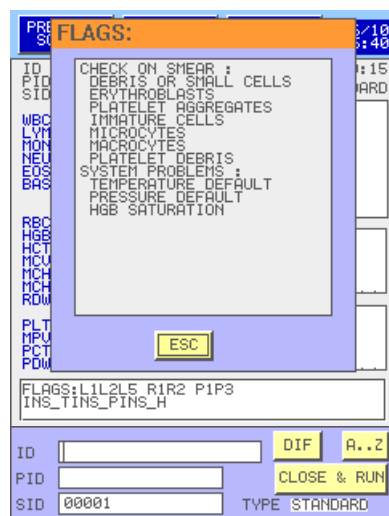 FLAGS:
CHECK ON SMEAR :
DEBRIS OR SMALL CELLS
ERYTHROBLASTS
PLATELET AGGREGATES
IMMATURE CELLS
MICROCYTES
MACROCYTES
PLATELET DEBRIS
SYSTEM PROBLEMS :
TEMPERATURE DEFAULT
PRESSURE DEFAULT
HGB SATURATION
ESC
ID
PID
SID
WBC
LYM
MON
NEU
EOS
BAS
RBC
HGB
HCT
MCV
MCH
MCH
RDW
PLT
MPV
PCT
PDW
FLAGS:L1L2L5 R1R2 P1P3
INS_TINS_PINS_H
ID DIF A..Z
PID CLOSE & RUN
SID 00001 TYPE STANDARD